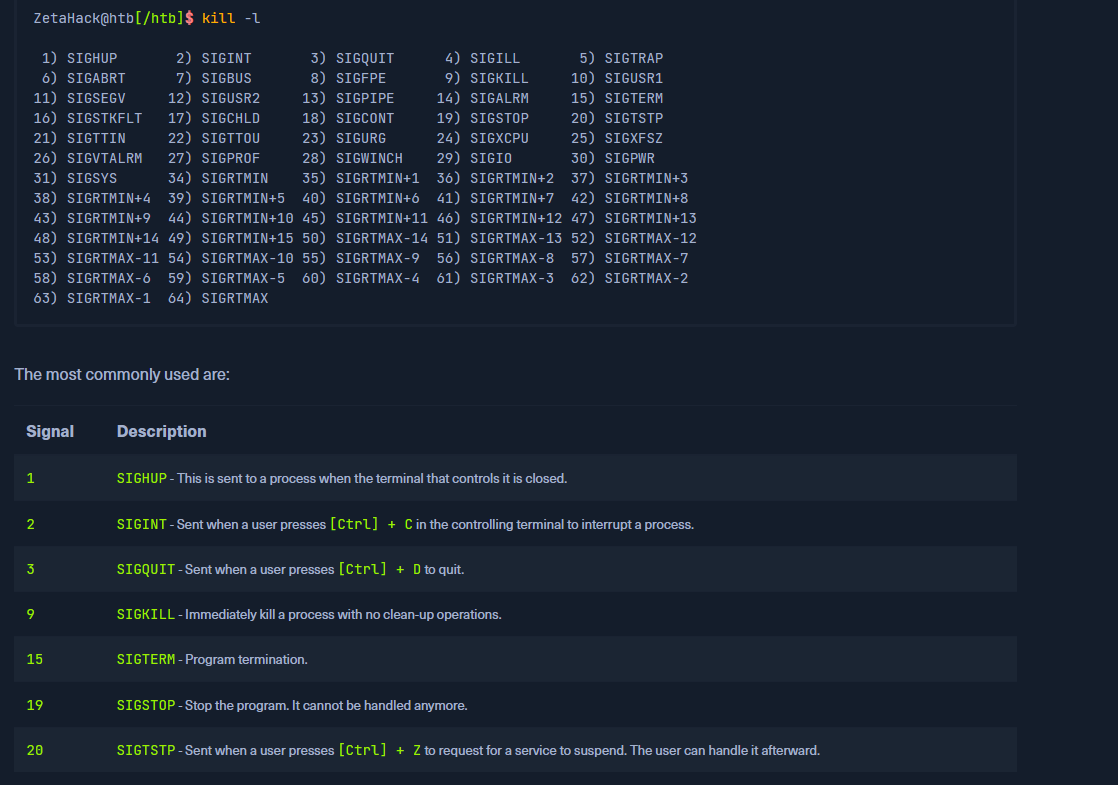 ZetaHack@htb[/htb]$ kill -l
 1) SIGHUP       2) SIGINT       3) SIGQUIT      4) SIGILL       5) SIGTRAP
 6) SIGABRT      7) SIGBUS       8) SIGFPE       9) SIGKILL     10) SIGUSR1
11) SIGSEGV     12) SIGUSR2     13) SIGPIPE     14) SIGALRM     15) SIGTERM
16) SIGSTKFLT   17) SIGCHLD     18) SIGCONT     19) SIGSTOP     20) SIGTSTP
21) SIGTTIN     22) SIGTTOU     23) SIGURG      24) SIGXCPU     25) SIGXFSZ
26) SIGVTALRM   27) SIGPROF     28) SIGWINCH    29) SIGIO       30) SIGPWR
31) SIGSYS      34) SIGRTMIN    35) SIGRTMIN+1  36) SIGRTMIN+2  37) SIGRTMIN+3
38) SIGRTMIN+4  39) SIGRTMIN+5  40) SIGRTMIN+6  41) SIGRTMIN+7  42) SIGRTMIN+8
43) SIGRTMIN+9  44) SIGRTMIN+10 45) SIGRTMIN+11 46) SIGRTMIN+12 47) SIGRTMIN+13
48) SIGRTMIN+14 49) SIGRTMIN+15 50) SIGRTMAX-14 51) SIGRTMAX-13 52) SIGRTMAX-12
53) SIGRTMAX-11 54) SIGRTMAX-10 55) SIGRTMAX-9  56) SIGRTMAX-8  57) SIGRTMAX-7
58) SIGRTMAX-6  59) SIGRTMAX-5  60) SIGRTMAX-4  61) SIGRTMAX-3  62) SIGRTMAX-2
63) SIGRTMAX-1  64) SIGRTMAX
The most commonly used are:
Signal Description
1 SIGHUP - This is sent to a process when the terminal that controls it is closed.
2 SIGINT - Sent when a user presses [Ctrl] + C in the controlling terminal to interrupt a process.
3 SIGQUIT - Sent when a user presses [Ctrl] + D to quit.
9 SIGKILL - Immediately kill a process with no clean-up operations.
15 SIGTERM - Program termination.
19 SIGSTOP - Stop the program. It cannot be handled anymore.
20 SIGTSTP - Sent when a user presses [Ctrl] + Z to request for a service to suspend. The user can handle it afterward.